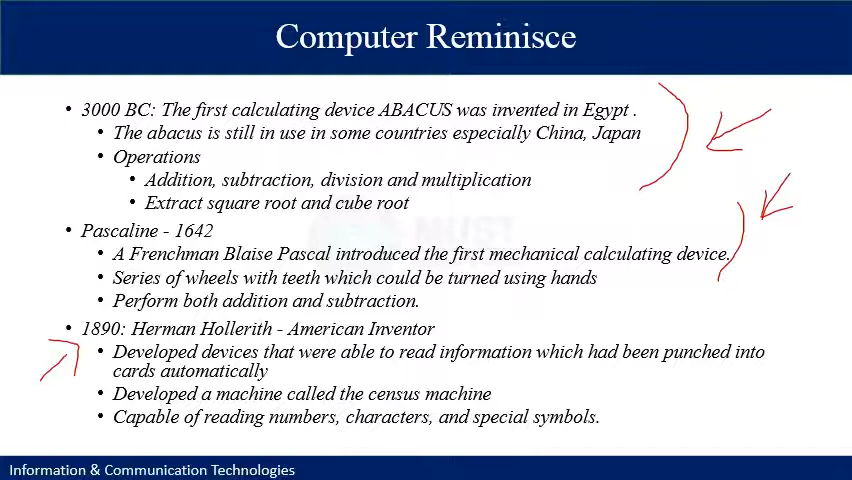 Computer Reminisce
• 3000 BC: The first calculating device ABACUS was invented in Egypt .
• The abacus is still in use in some countries especially China, Japan
• Operations
• Addition, subtraction, division and multiplication
• Extract square root and cube root
MUST
• Pascaline - 1642
• A Frenchman Blaise Pascal introduced the first mechanical calculating device.
• Series of wheels with teeth which could be turned using hands
• Perform both addition and subtraction.
• 1890: Herman Hollerith - American Inventor
• Developed devices that were able to read information which had been punched into
cards automatically
• Developed a machine called the census machine
• Capable of reading numbers, characters, and special symbols.
Information & Communication Technologies